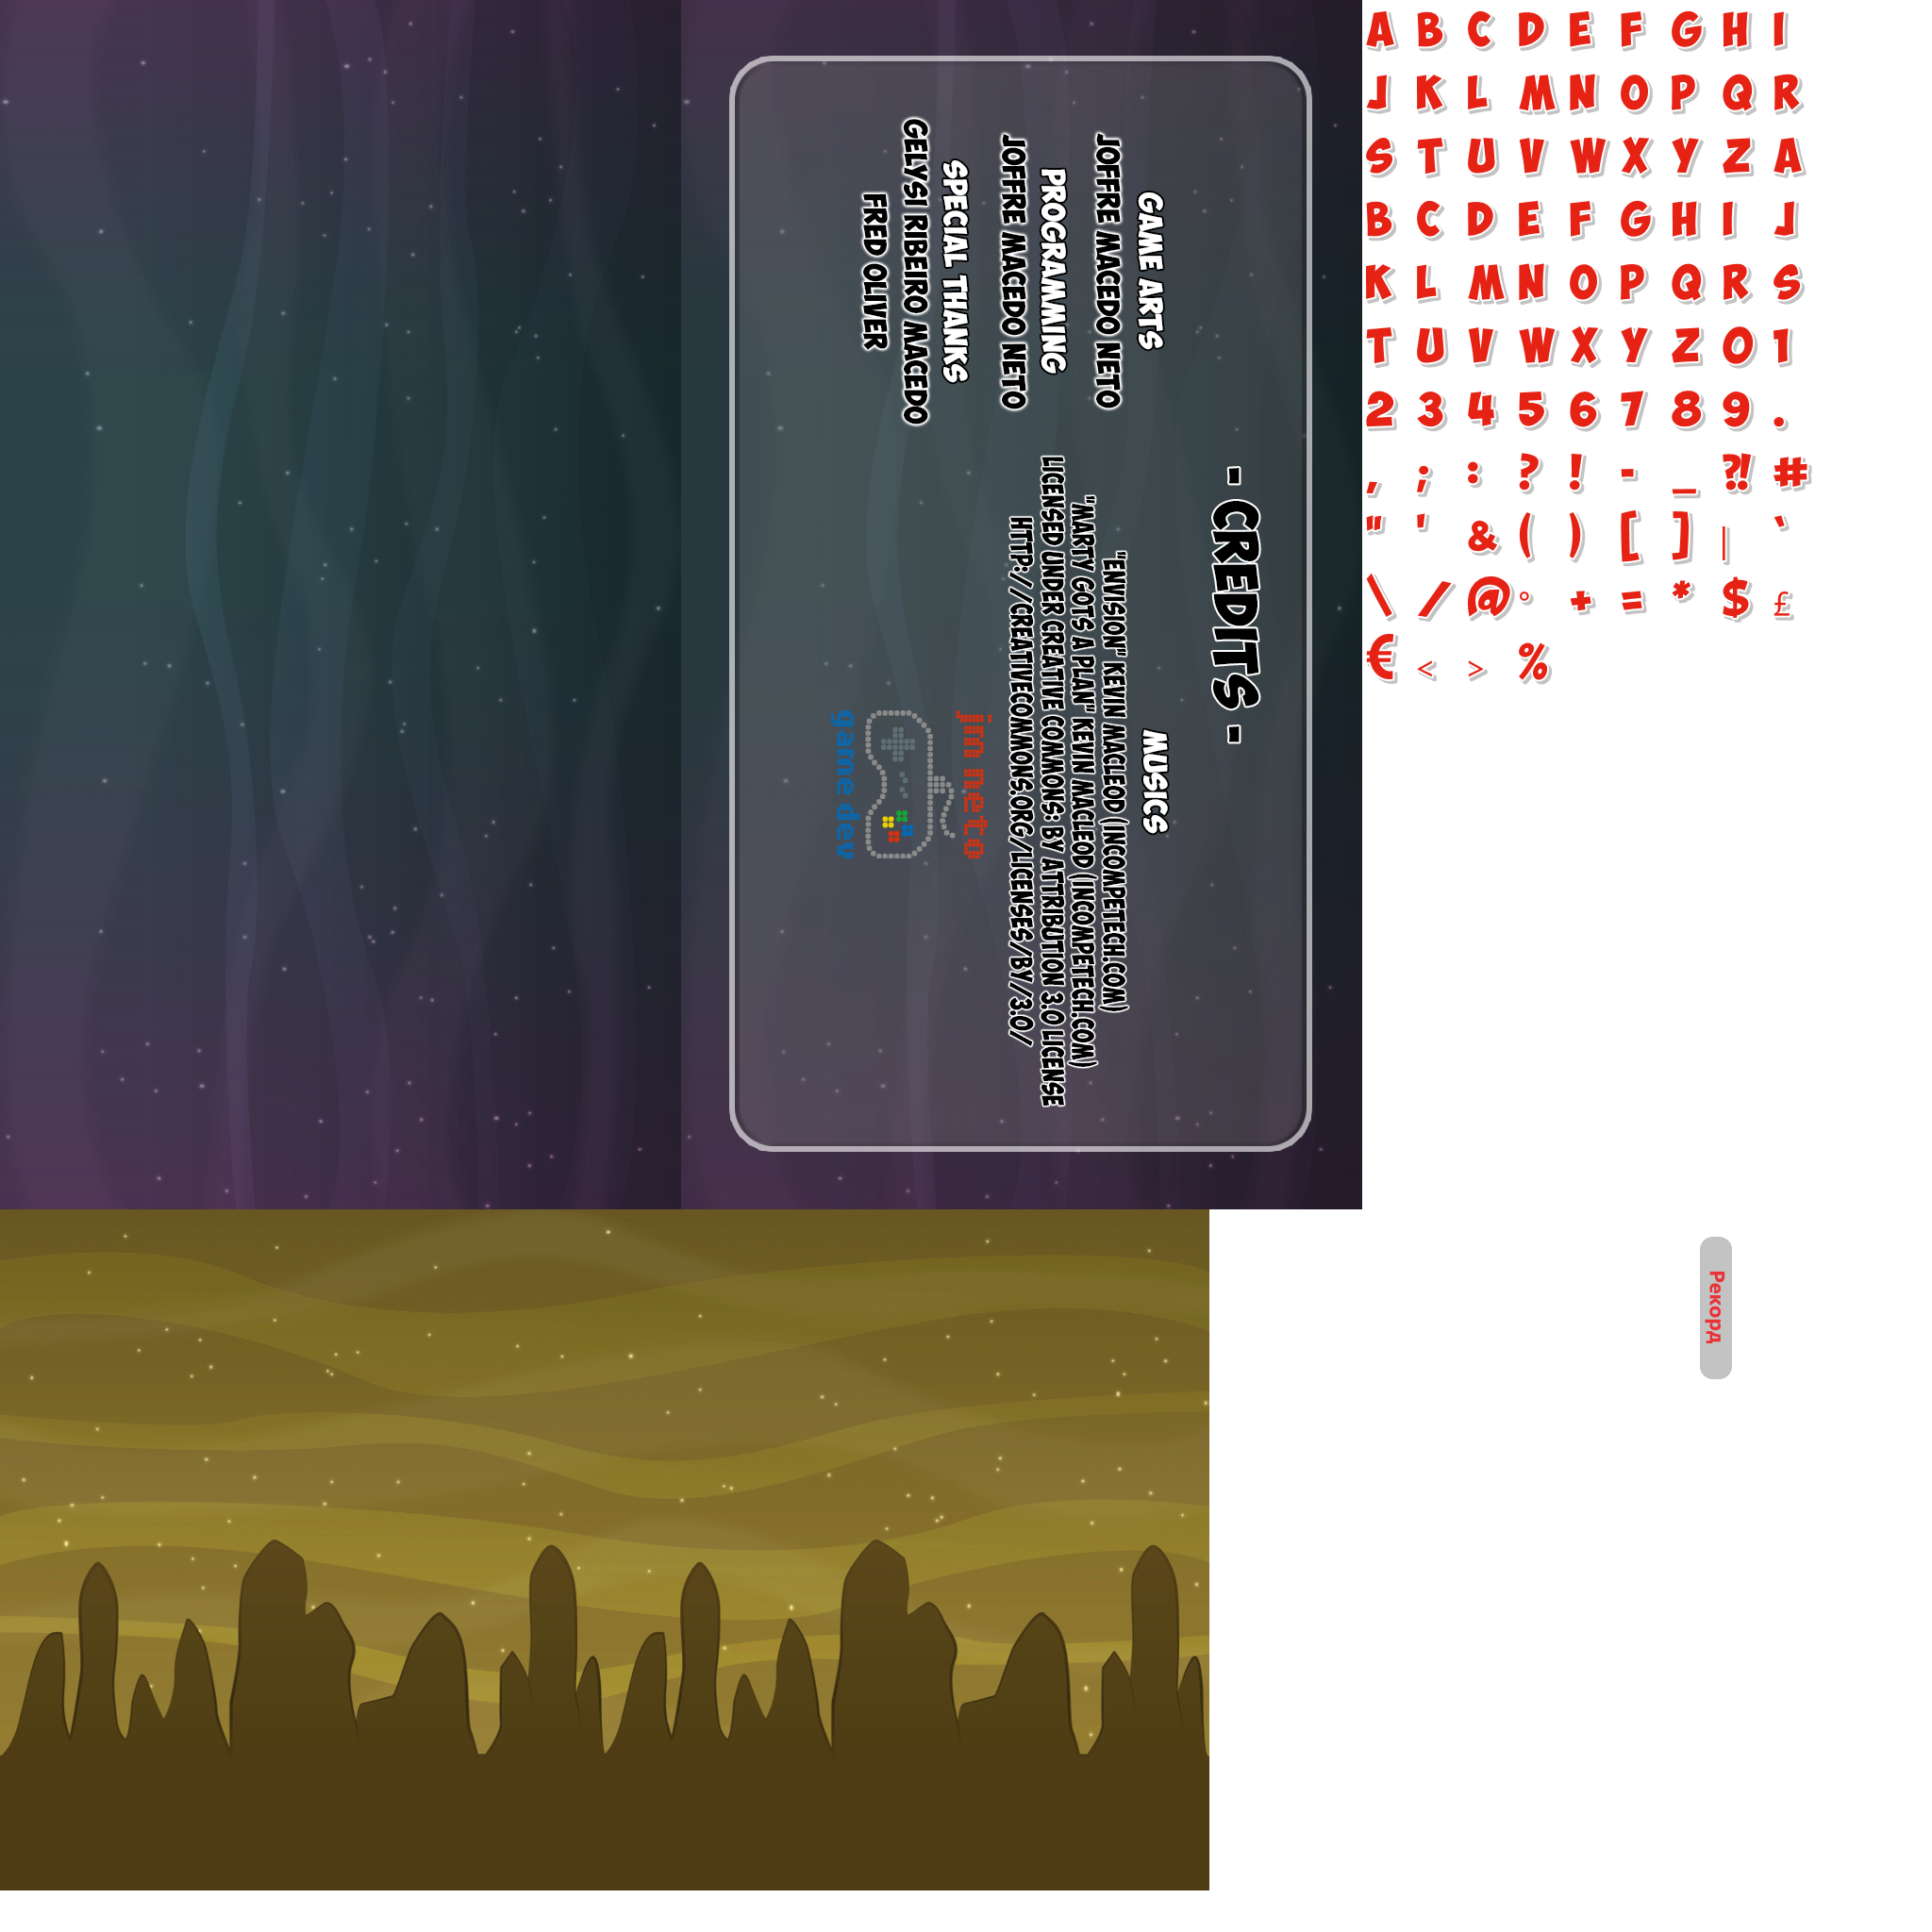 - CREDITS -
GAME ARTS
JOFFRE MACEDO NETO
PROGRAMMING
JOFFRE MACEDO NETO
SPECIAL THANKS
GELYSI RIBEIRO MACEDO
FRED OLIVER
MUSICS
"ENVISION" KEVIN MACLEOD (INCOMPETECH.COM)
"MARTY GOTS A PLAN" KEVIN MACLEOD (INCOMPETECH.COM)
LICENSED UNDER CREATIVE COMMONS: BY ATTRIBUTION 3.0 LICENSE
HTTP://CREATIVECOMMONS.ORG/LICENSES/BY/3.0/
jm neto
game dev
A B C D E F G H I
J K L M N O P Q R
S T U V W X Y Z A
B C D E F G H I J
K L M N O P Q R S
T U V W X Y Z 0 1
2 3 4 5 6 7 8 9 .
, ; : ? ! - _ ⁈ #
" ' & ( ) [ ] | `
\ / @ ° + = * $ £
€ < > %
Рекорд